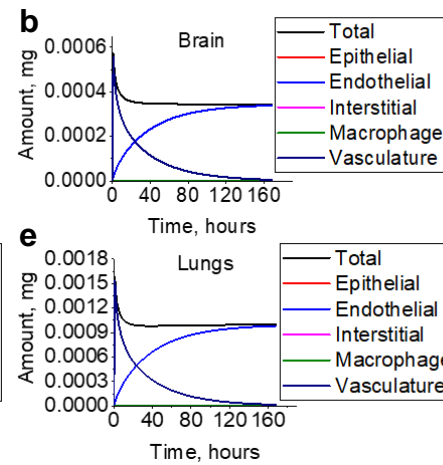 b
Brain
Amount, mg
0.0006
0.0004
0.0002
0.0000
0 40 80 120 160
Time, hours
Total
Epithelial
Endothelial
Interstitial
Macrophage
Vasculature
e
Lungs
Amount, mg
0.0018
0.0015
0.0012
0.0009
0.0006
0.0003
0.0000
0 40 80 120 160
Time, hours
Total
Epithelial
Endothelial
Interstitial
Macrophage
Vasculature